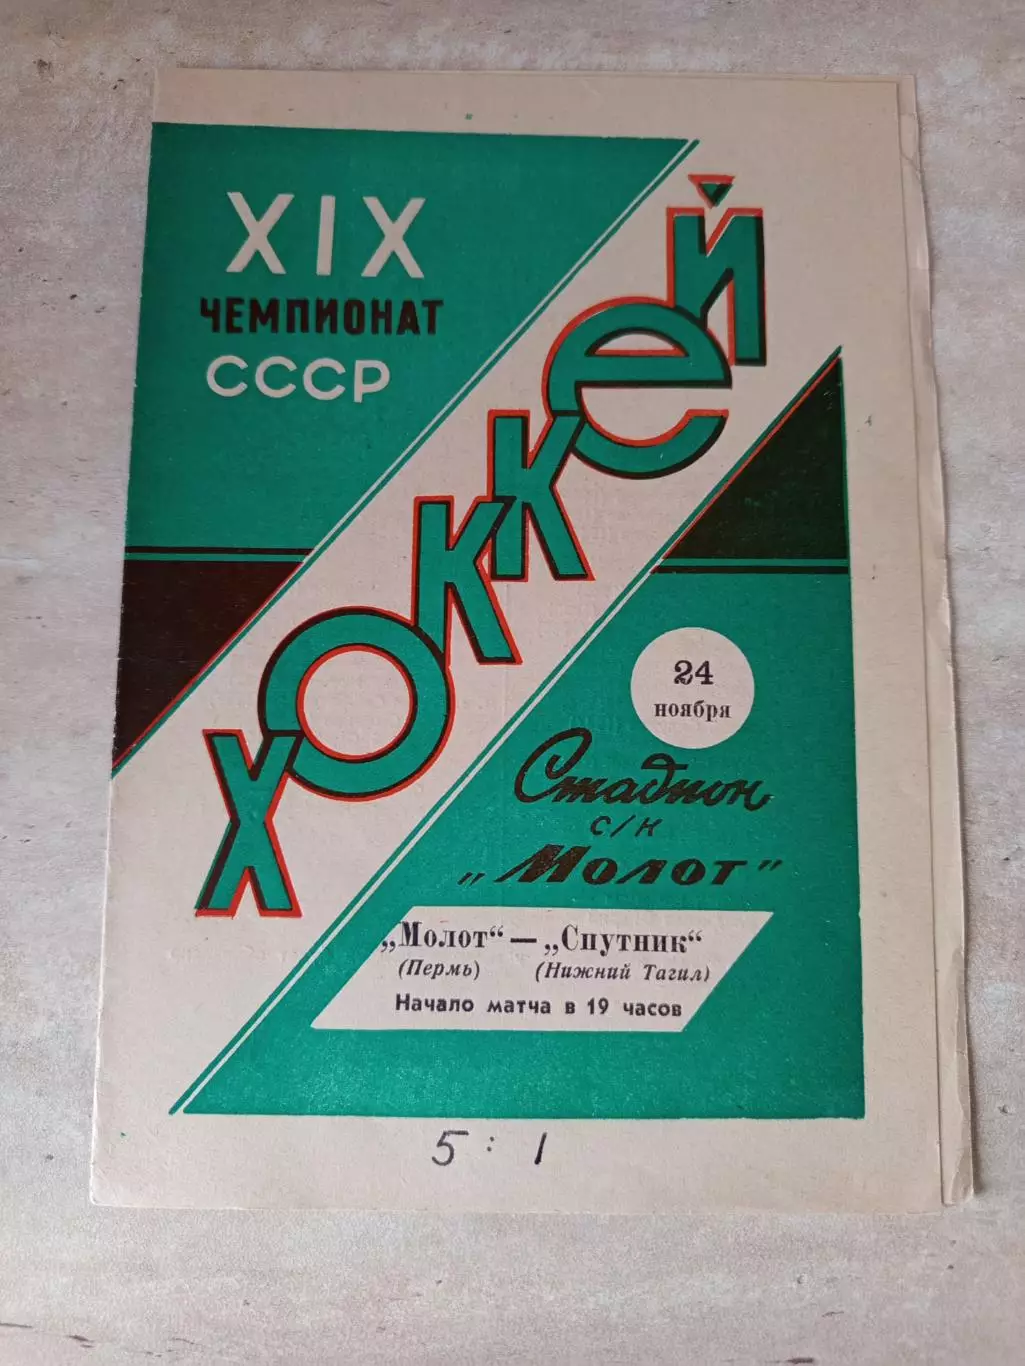 XIX
ЧЕМПИОНАТ
СССР
ХОККЕЙ
24
ноября
Стадион
с/к
„Молот"
„Молот“ — „Спутник“
(Пермь) (Нижний Тагил)
Начало матча в 19 часов
5 : 1